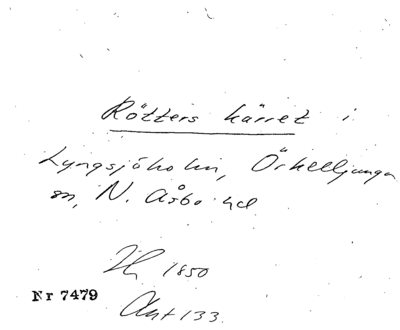 Rötters kärret i
Lyngsjöholm, Örkelljunga
sn, N. Åsbo hd
1850
Nr 7479
Akt 133.